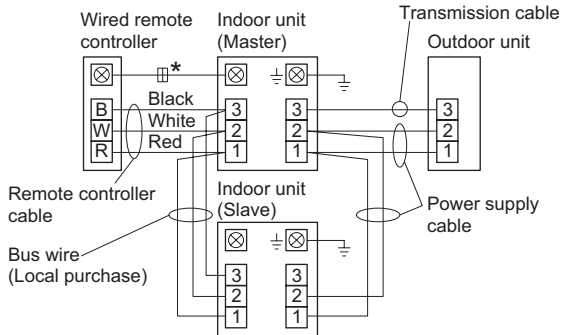 Wired remote
controller
Indoor unit
(Master)
Transmission cable
Outdoor unit
*
B
W
R
Black
White
Red
3
2
1
3
2
1
3
2
1
Remote controller
cable
Bus wire
(Local purchase)
Indoor unit
(Slave)
Power supply
cable
3
2
1
3
2
1